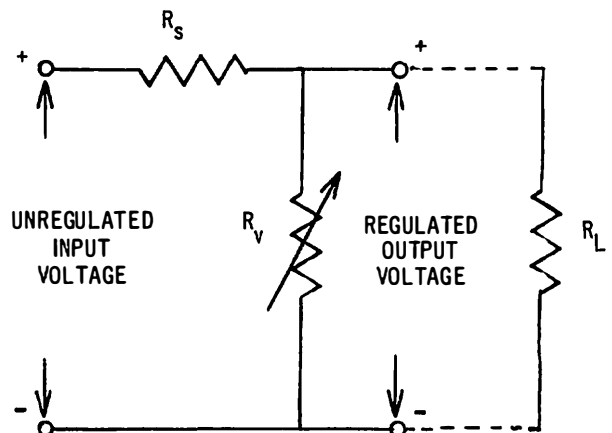 R_s
+
+
UNREGULATED
INPUT
VOLTAGE
R_v
REGULATED
OUTPUT
VOLTAGE
R_L
-
-